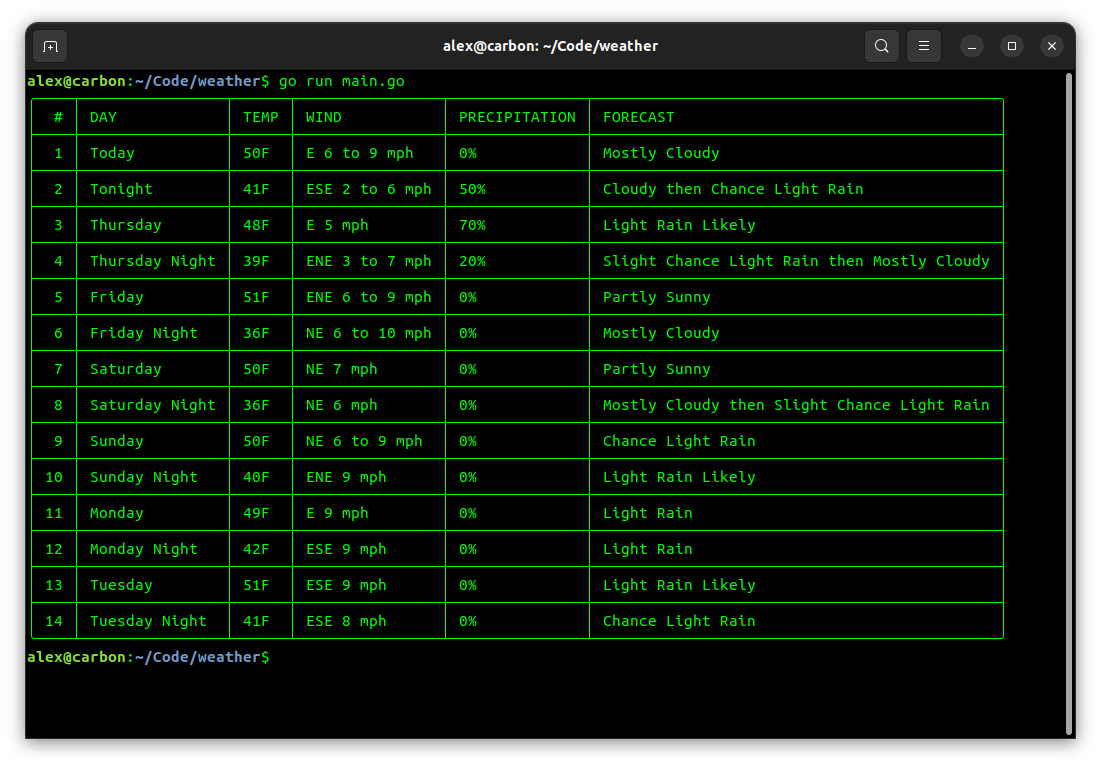 alex@carbon: ~/Code/weather
alex@carbon:~/Code/weather$ go run main.go
# DAY TEMP WIND PRECIPITATION FORECAST
1 Today 50F E 6 to 9 mph 0% Mostly Cloudy
2 Tonight 41F ESE 2 to 6 mph 50% Cloudy then Chance Light Rain
3 Thursday 48F E 5 mph 70% Light Rain Likely
4 Thursday Night 39F ENE 3 to 7 mph 20% Slight Chance Light Rain then Mostly Cloudy
5 Friday 51F ENE 6 to 9 mph 0% Partly Sunny
6 Friday Night 36F NE 6 to 10 mph 0% Mostly Cloudy
7 Saturday 50F NE 7 mph 0% Partly Sunny
8 Saturday Night 36F NE 6 mph 0% Mostly Cloudy then Slight Chance Light Rain
9 Sunday 50F NE 6 to 9 mph 0% Chance Light Rain
10 Sunday Night 40F ENE 9 mph 0% Light Rain Likely
11 Monday 49F E 9 mph 0% Light Rain
12 Monday Night 42F ESE 9 mph 0% Light Rain
13 Tuesday 51F ESE 9 mph 0% Light Rain Likely
14 Tuesday Night 41F ESE 8 mph 0% Chance Light Rain
alex@carbon:~/Code/weather$